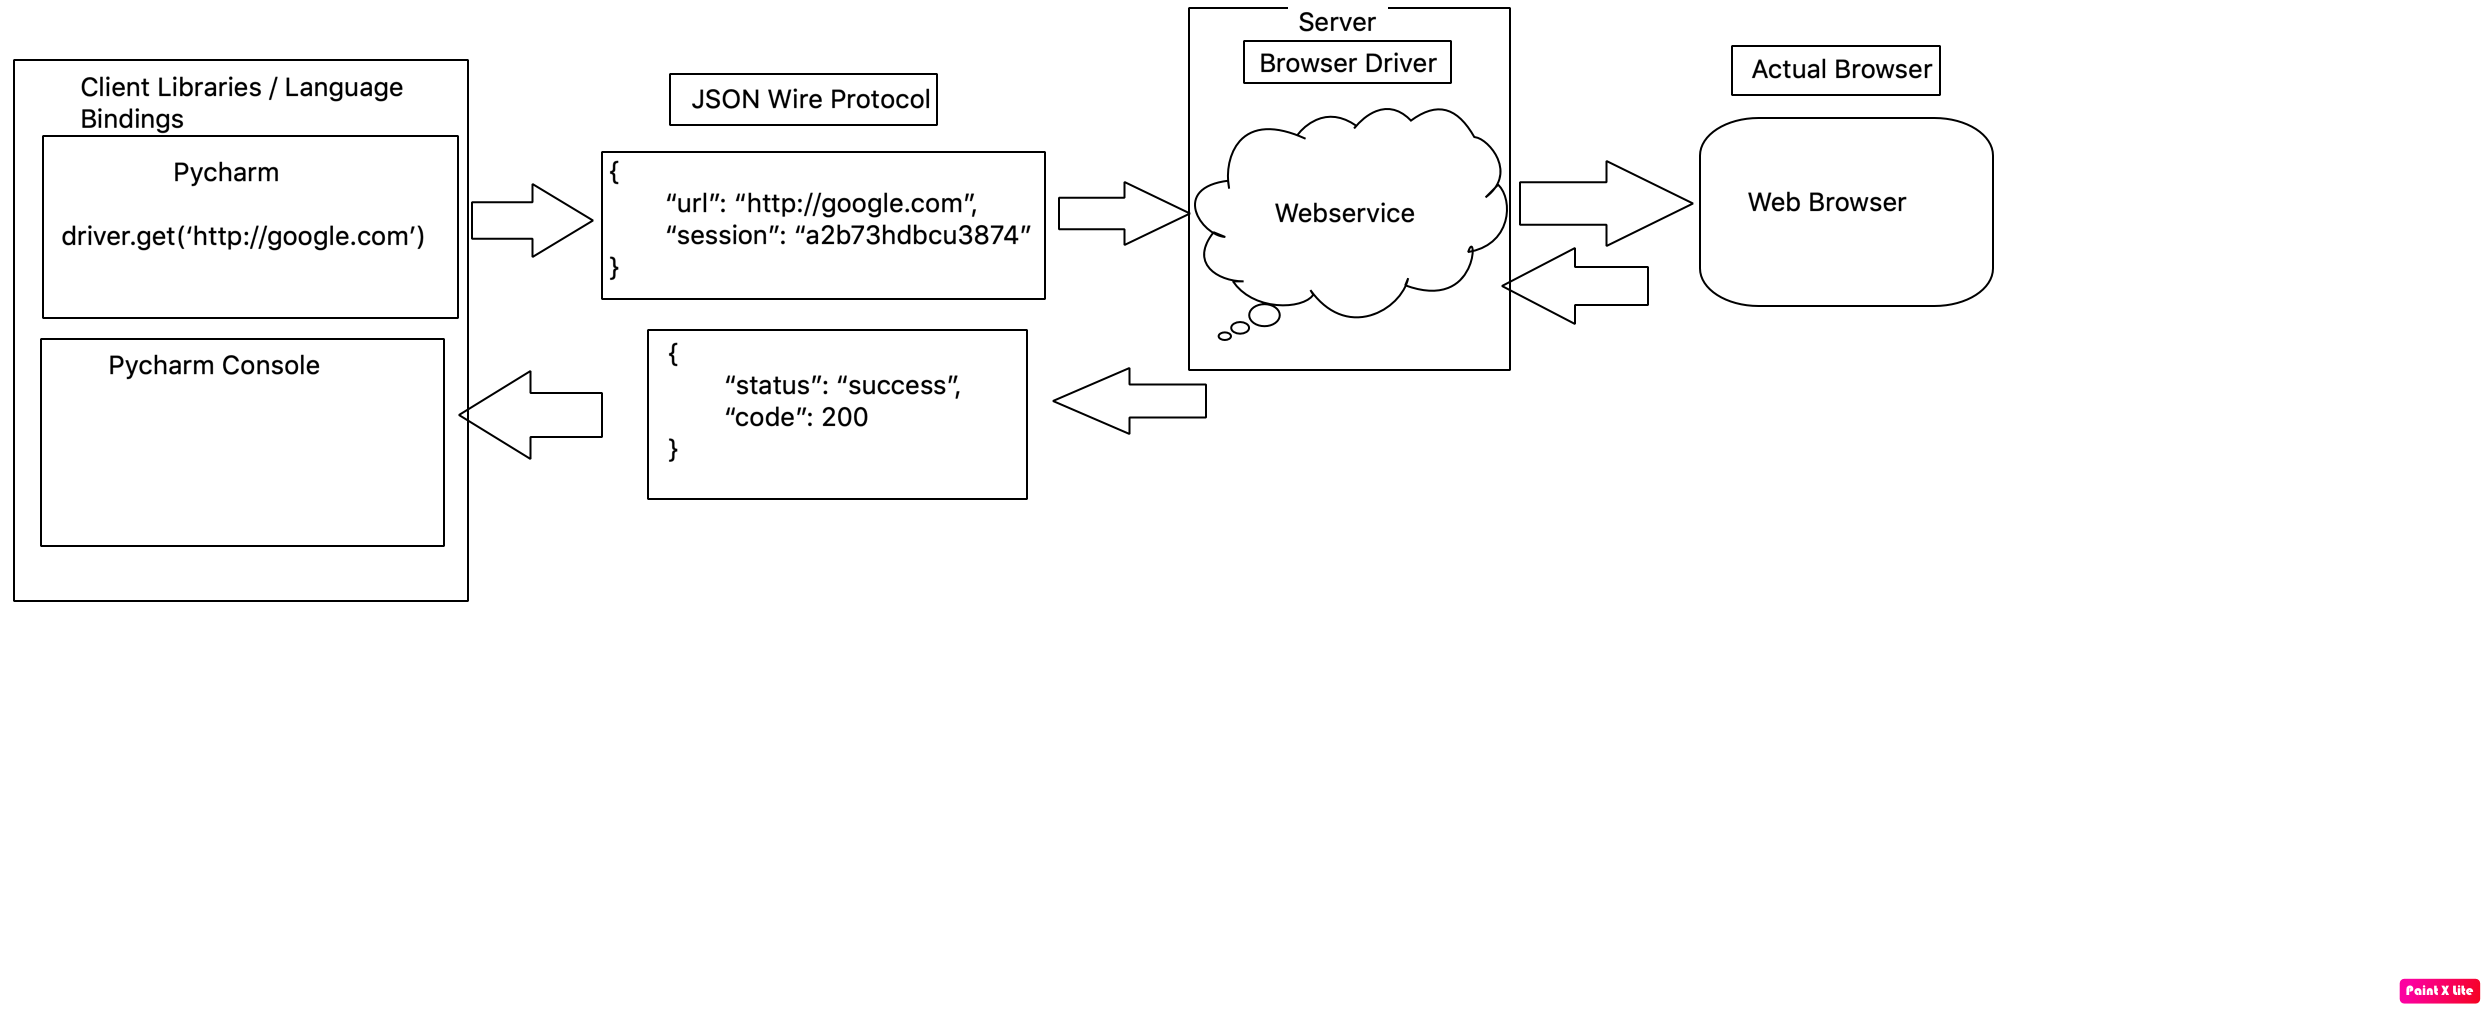 Client Libraries / Language
Bindings
Pycharm
driver.get(‘http://google.com’)
Pycharm Console
JSON Wire Protocol
{
“url”: “http://google.com”,
“session”: “a2b73hdbcu3874”
}
{
“status”: “success”,
“code”: 200
}
Server
Browser Driver
Webservice
Actual Browser
Web Browser
Paint X Lite